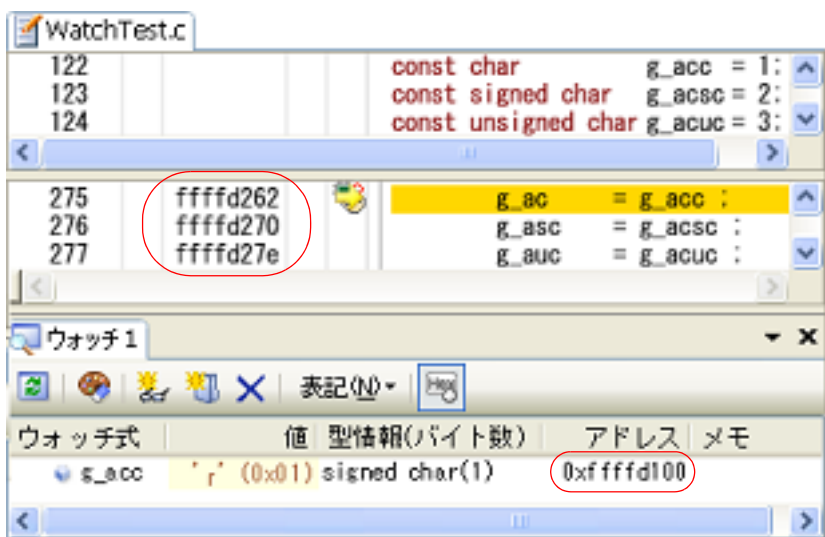 WatchTest.c
122 const char g_acc = 1;
123 const signed char g_acsc = 2;
124 const unsigned char g_acuc = 3;
275 ffffd262 g_ac = g_acc ;
276 ffffd270 g_asc = g_acsc ;
277 ffffd27e g_auc = g_acuc ;
ウォッチ1
表記(N) Hex
ウォッチ式 値 型情報(バイト数) アドレス メモ
g_acc '┌' (0x01) signed char(1) 0xffffd100